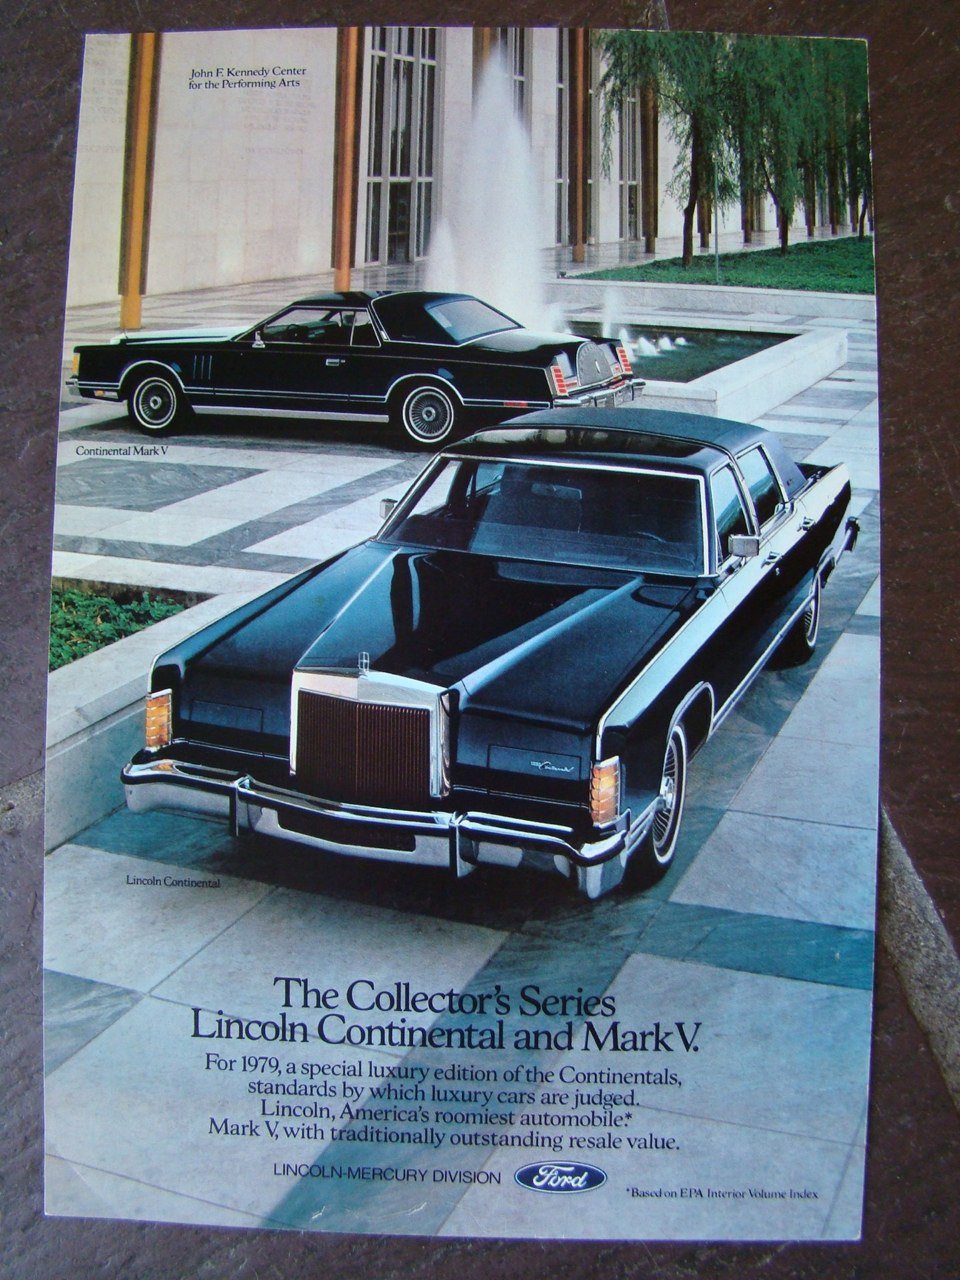 John F. Kennedy Center
for the Performing Arts
Continental Mark V
Continental
Lincoln Continental
The Collector's Series
Lincoln Continental and Mark V.
For 1979, a special luxury edition of the Continentals,
standards by which luxury cars are judged.
Lincoln, America's roomiest automobile.*
Mark V, with traditionally outstanding resale value.
LINCOLN-MERCURY DIVISION Ford
*Based on EPA Interior Volume Index